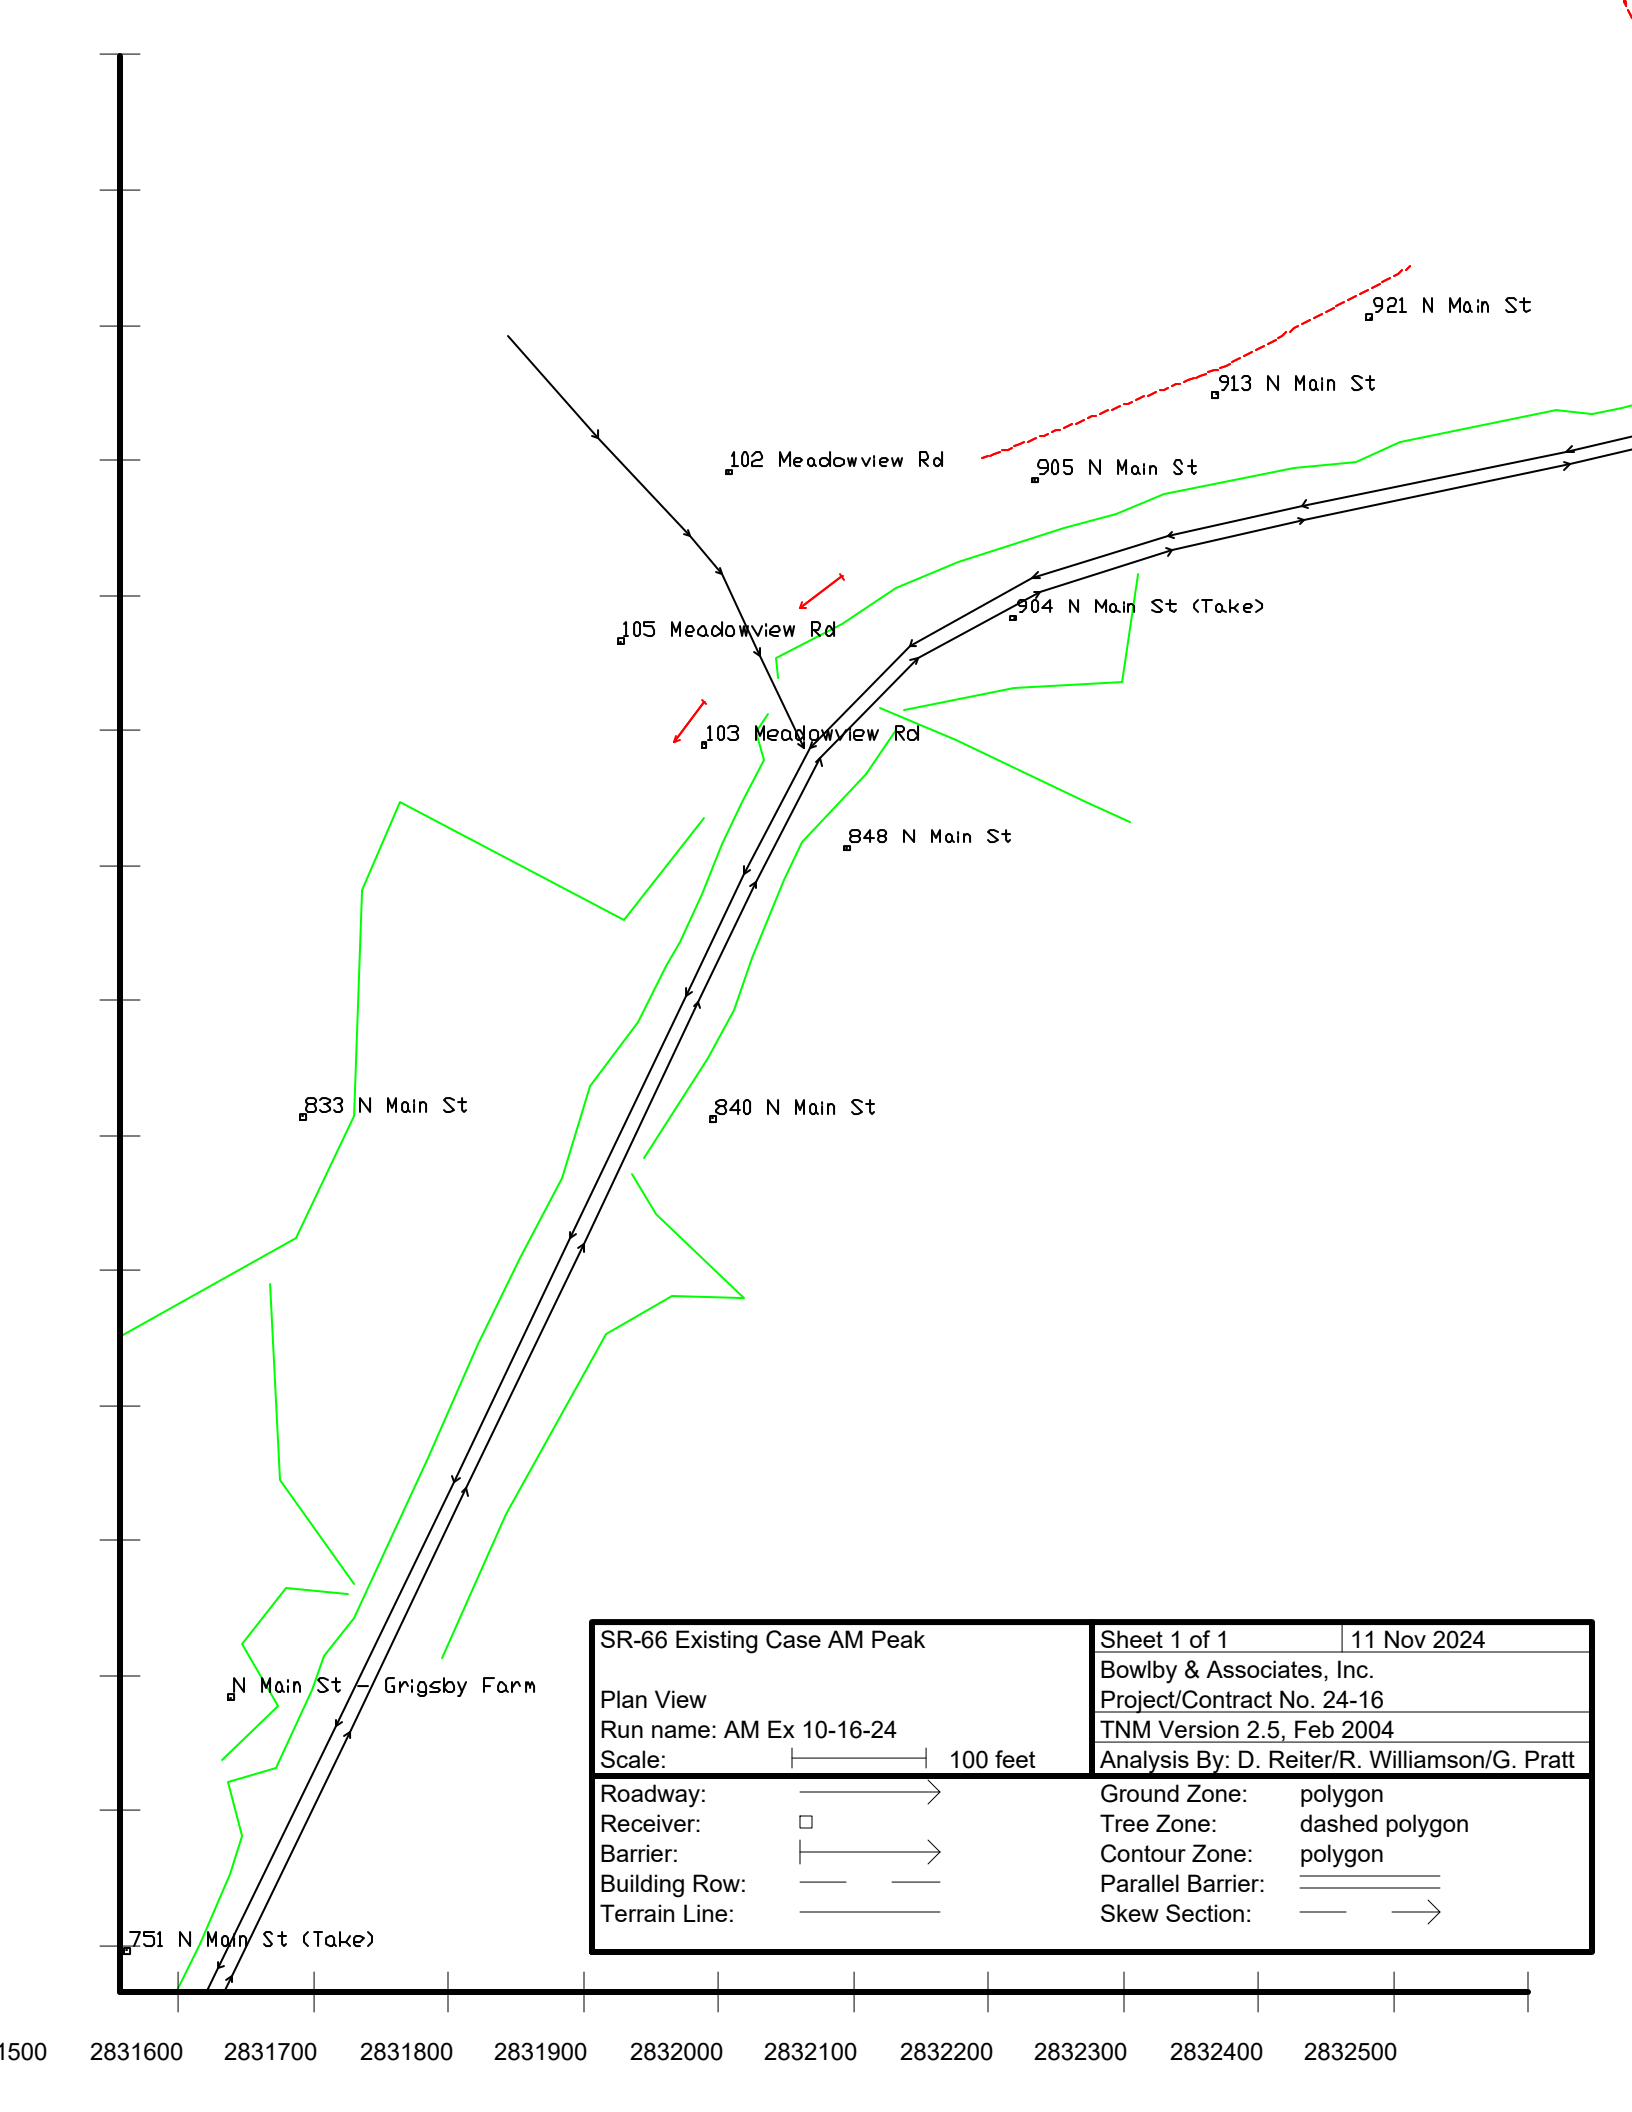 921 N Main St
913 N Main St
102 Meadowview Rd
905 N Main St
904 N Main St (Take)
105 Meadowview Rd
103 Meadowview Rd
848 N Main St
833 N Main St
840 N Main St
N Main St - Grigsby Farm
751 N Main St (Take)
SR-66 Existing Case AM Peak
Plan View
Run name: AM Ex 10-16-24
Scale: 100 feet
Sheet 1 of 1 11 Nov 2024
Bowlby & Associates, Inc.
Project/Contract No. 24-16
TNM Version 2.5, Feb 2004
Analysis By: D. Reiter/R. Williamson/G. Pratt
Roadway:
Receiver:
Barrier:
Building Row:
Terrain Line:
Ground Zone: polygon
Tree Zone: dashed polygon
Contour Zone: polygon
Parallel Barrier:
Skew Section:
1500 2831600 2831700 2831800 2831900 2832000 2832100 2832200 2832300 2832400 2832500